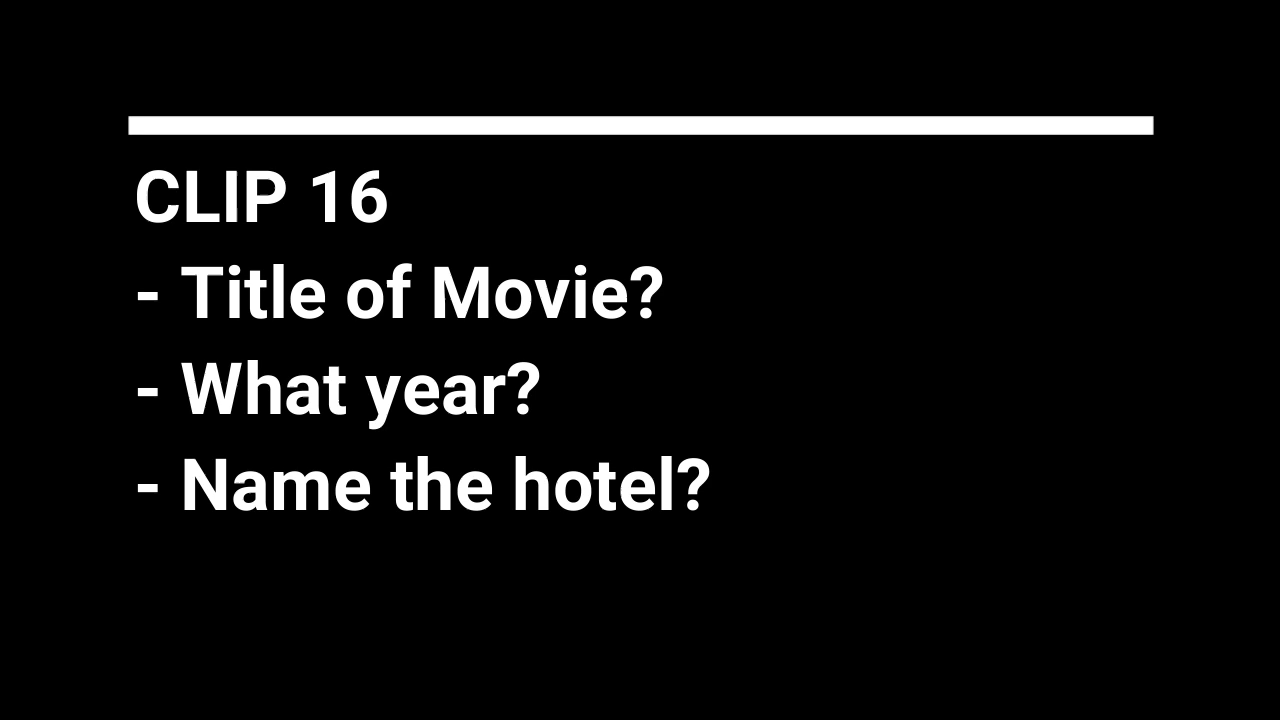 CLIP 16
- Title of Movie?
- What year?
- Name the hotel?